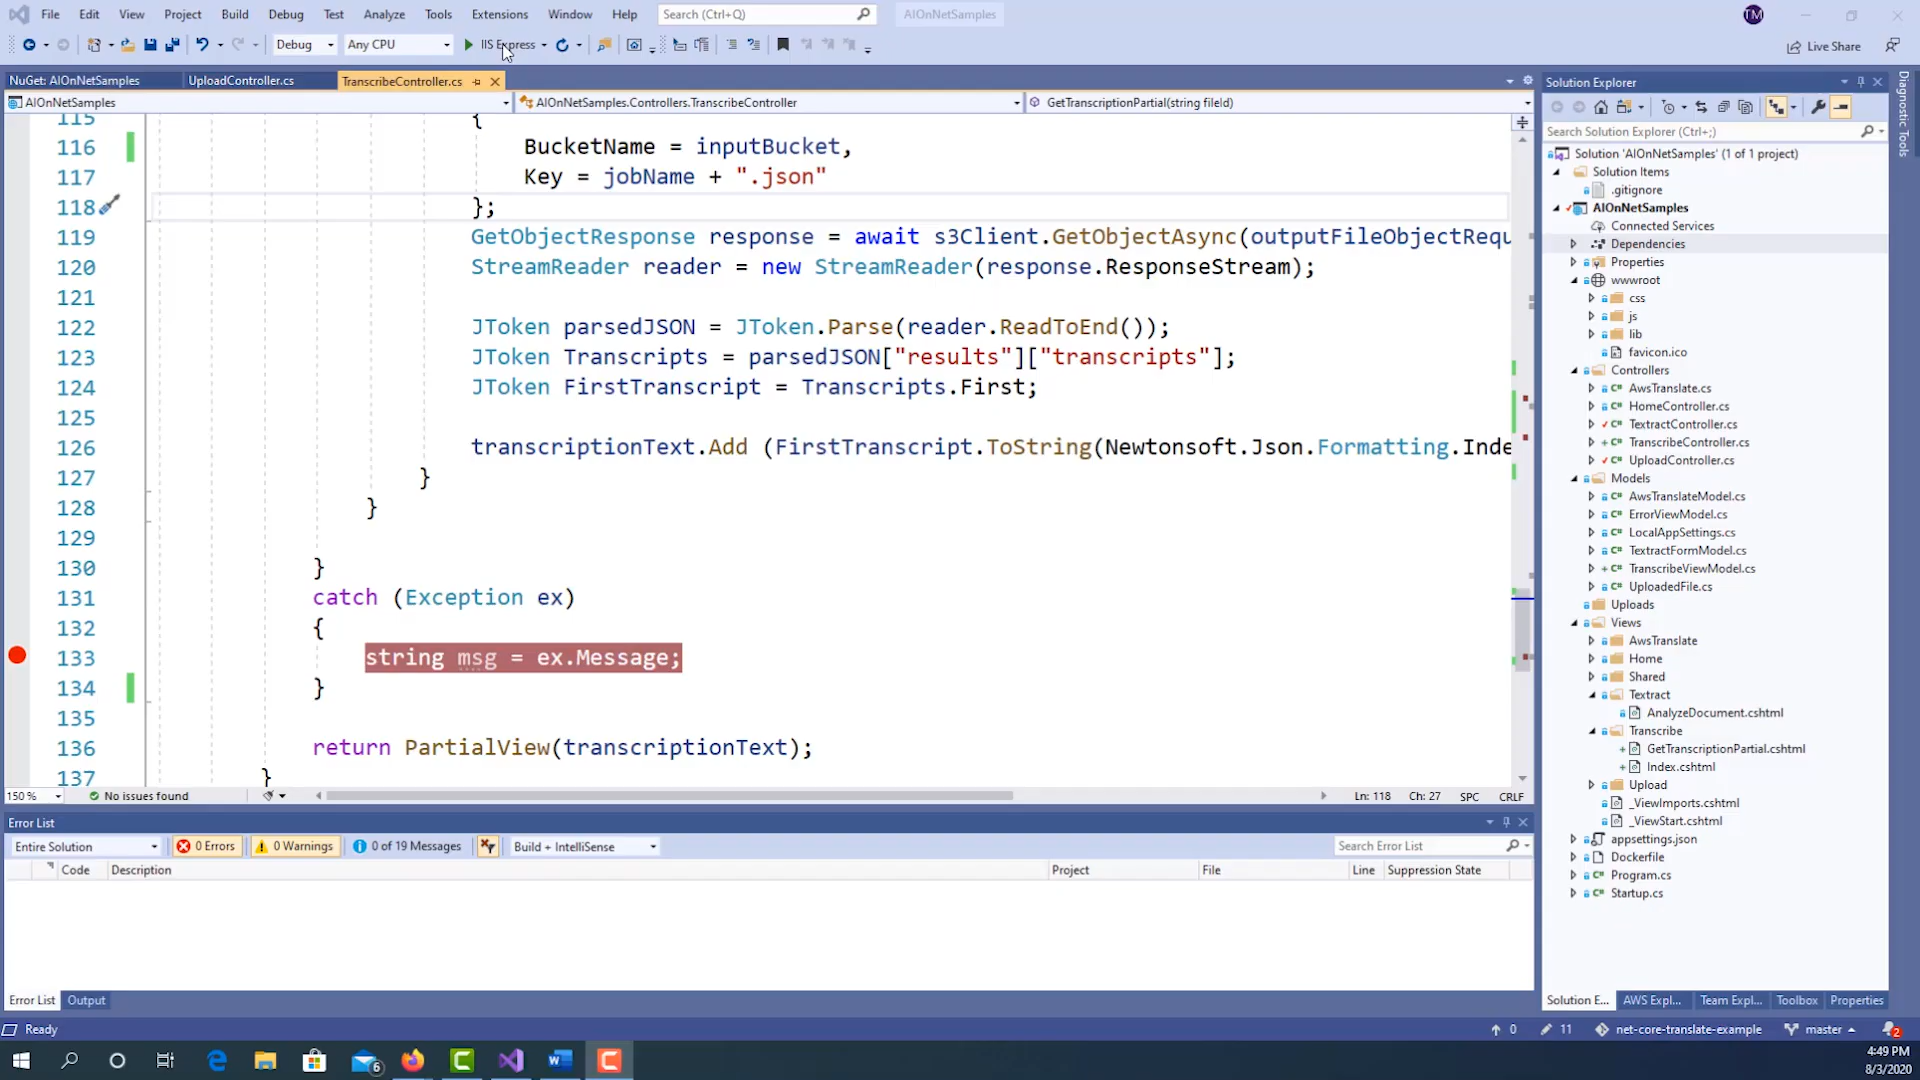 File Edit View Project Build Debug Test Analyze Tools Extensions Window Help Search (Ctrl+Q) AIOnNetSamples TM
Debug Any CPU IIS Express Live Share
NuGet: AIOnNetSamples UploadController.cs TranscribeController.cs
AIOnNetSamples AIOnNetSamples.Controllers.TranscribeController GetTranscriptionPartial(string fileId)
115 {
116 BucketName = inputBucket,
117 Key = jobName + ".json"
118 };
119 GetObjectResponse response = await s3Client.GetObjectAsync(outputFileObjectRequ
120 StreamReader reader = new StreamReader(response.ResponseStream);
121
122 JToken parsedJSON = JToken.Parse(reader.ReadToEnd());
123 JToken Transcripts = parsedJSON["results"]["transcripts"];
124 JToken FirstTranscript = Transcripts.First;
125
126 transcriptionText.Add (FirstTranscript.ToString(Newtonsoft.Json.Formatting.Inde
127 }
128 }
129
130 }
131 catch (Exception ex)
132 {
133 string msg = ex.Message;
134 }
135
136 return PartialView(transcriptionText);
137 }
150 % No issues found Ln: 118 Ch: 27 SPC CRLF
Error List
Entire Solution 0 Errors 0 Warnings 0 of 19 Messages Build + IntelliSense Search Error List
Code Description Project File Line Suppression State
Error List Output
Solution Explorer
Search Solution Explorer (Ctrl+;)
Solution 'AIOnNetSamples' (1 of 1 project)
Solution Items
.gitignore
AIOnNetSamples
Connected Services
Dependencies
Properties
wwwroot
css
js
lib
favicon.ico
Controllers
C# AwsTranslate.cs
C# HomeController.cs
C# TextractController.cs
C# TranscribeController.cs
C# UploadController.cs
Models
C# AwsTranslateModel.cs
C# ErrorViewModel.cs
C# LocalAppSettings.cs
C# TextractFormModel.cs
C# TranscribeViewModel.cs
C# UploadedFile.cs
Uploads
Views
AwsTranslate
Home
Shared
Textract
AnalyzeDocument.cshtml
Transcribe
GetTranscriptionPartial.cshtml
Index.cshtml
Upload
_ViewImports.cshtml
_ViewStart.cshtml
appsettings.json
Dockerfile
C# Program.cs
C# Startup.cs
Solution E... AWS Expl... Team Expl... Toolbox Properties
Diagnostic Tools
Ready 0 11 net-core-translate-example master 2
6 4:49 PM
8/3/2020